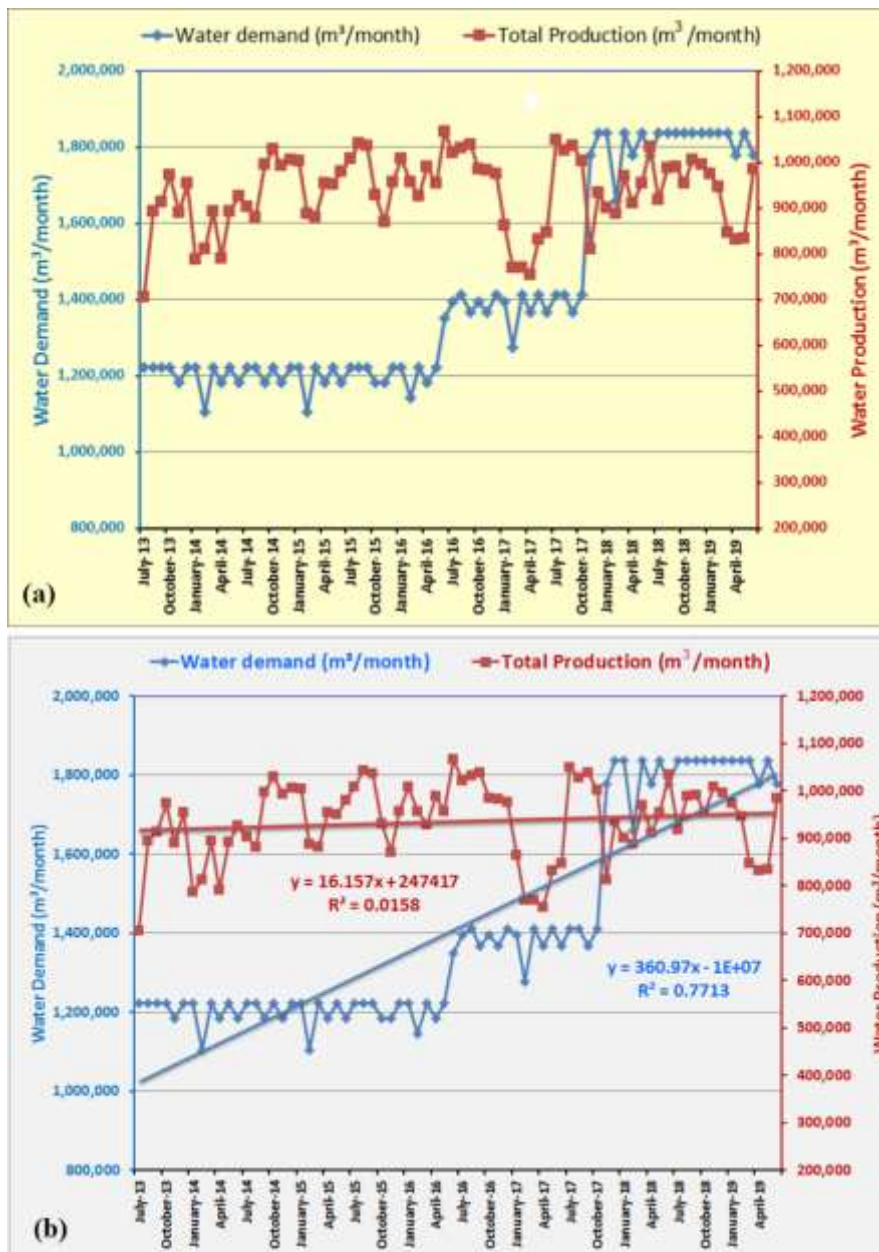 Water demand (m³/month) Total Production (m³/month)
2,000,000
1,800,000
1,600,000
1,400,000
1,200,000
1,000,000
800,000
Water Demand (m³/month)
1,200,000
1,100,000
1,000,000
900,000
800,000
700,000
600,000
500,000
400,000
300,000
200,000
Water Production (m³/month)
July-13
October-13
January-14
April-14
July-14
October-14
January-15
April-15
July-15
October-15
January-16
April-16
July-16
October-16
January-17
April-17
July-17
October-17
January-18
April-18
July-18
October-18
January-19
April-19
(a)
Water demand (m³/month) Total Production (m³/month)
2,000,000
1,800,000
1,600,000
1,400,000
1,200,000
1,000,000
800,000
Water Demand (m³/month)
1,200,000
1,100,000
1,000,000
900,000
800,000
700,000
600,000
500,000
400,000
300,000
200,000
Water Production (m³/month)
y = 16.157x + 247417
R² = 0.0158
y = 360.97x - 1E+07
R² = 0.7713
July-13
October-13
January-14
April-14
July-14
October-14
January-15
April-15
July-15
October-15
January-16
April-16
July-16
October-16
January-17
April-17
July-17
October-17
January-18
April-18
July-18
October-18
January-19
April-19
(b)